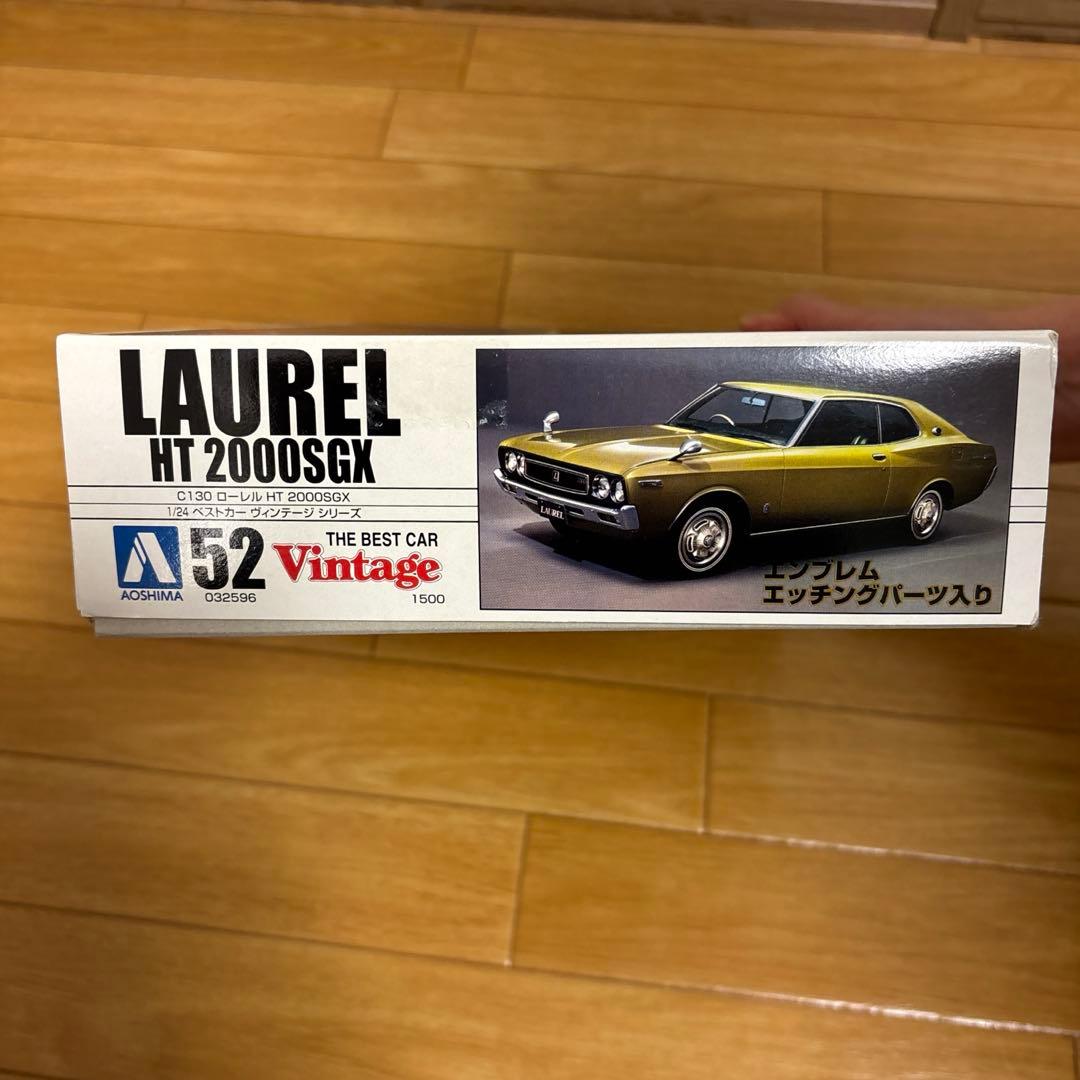 LAUREL
HT 2000SGX
C130 ローレル HT 2000SGX
1/24 ベストカー ヴィンテージ シリーズ
AOSHIMA
52
032596
THE BEST CAR
Vintage
1500
LAUREL
エンブレム
エッチングパーツ入り